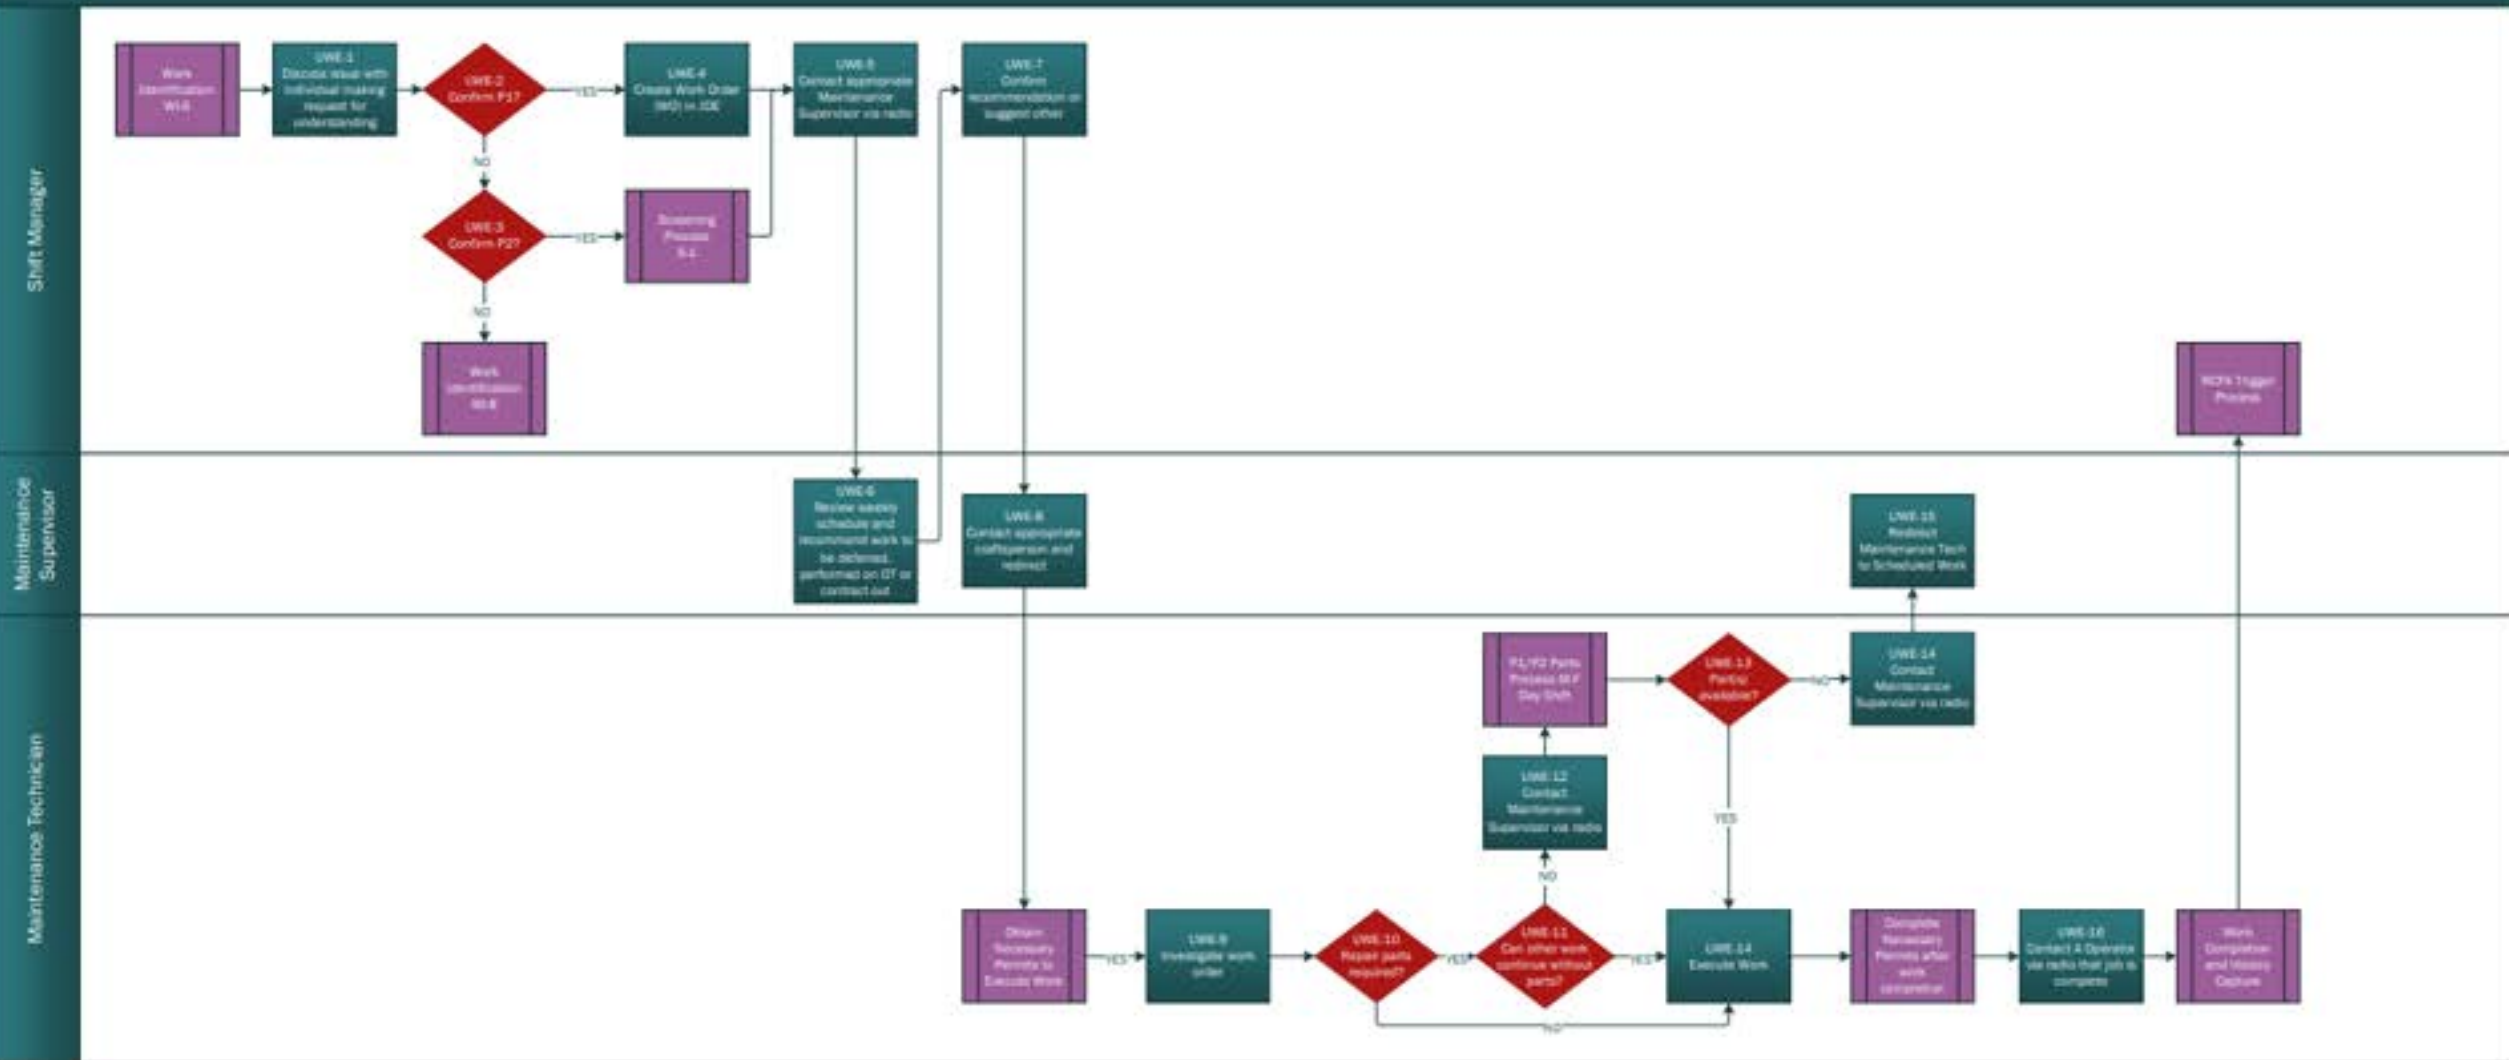 Shift Manager
Work
Identification
UWE-1
Discuss issue with
individual making
request for
understanding
UWE-2
Confirm P1?
YES
UWE-4
Create Work Order
(WO) in JDE
UWE-5
Contact appropriate
Maintenance
Supervisor via radio
UWE-7
Confirm
recommendation or
suggest other
NO
UWE-3
Confirm P2?
YES
Screening
Process
NO
Work
Identification
RCFA Trigger
Process
Maintenance
Supervisor
UWE-6
Review weekly
schedule and
recommend work to
be deferred,
performed on OT or
contract out
UWE-8
Contact appropriate
craftsperson and
redirect
UWE-15
Redirect
Maintenance Tech
to Scheduled Work
Maintenance Technician
P1/P2 Parts
Process M-F
Day Shift
UWE-13
Part(s)
available?
NO
UWE-14
Contact
Maintenance
Supervisor via radio
UWE-12
Contact
Maintenance
Supervisor via radio
YES
NO
Obtain
Necessary
Permits to
Execute Work
YES
UWE-9
Investigate work
order
UWE-10
Repair parts
required?
YES
UWE-11
Can other work
continue without
parts?
YES
UWE-14
Execute Work
Complete
Necessary
Permits after
work
completion
UWE-16
Contact A Operator
via radio that job is
complete
Work
Completion
and History
Capture
NO